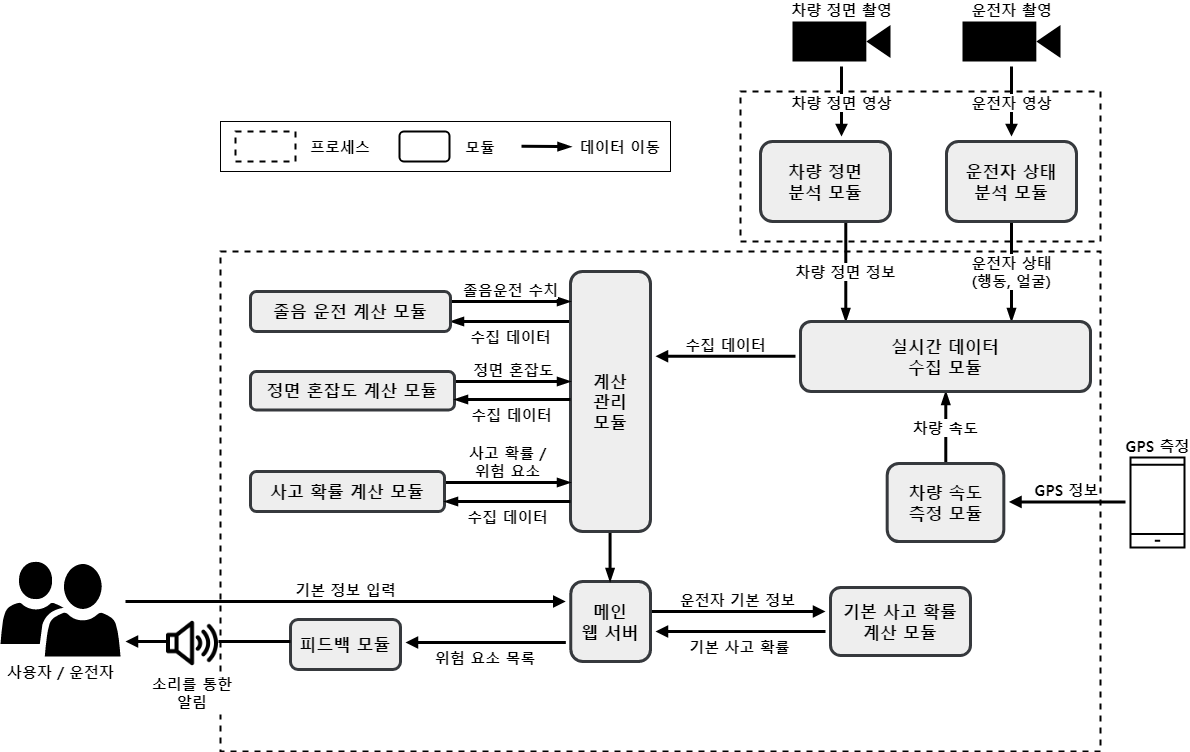 차량 정면 촬영
운전자 촬영
차량 정면 영상
운전자 영상
프로세스
모듈
데이터 이동
차량 정면
분석 모듈
운전자 상태
분석 모듈
차량 정면 정보
운전자 상태
(행동, 얼굴)
졸음 운전 계산 모듈
졸음운전 수치
수집 데이터
정면 혼잡도 계산 모듈
정면 혼잡도
수집 데이터
사고 확률 계산 모듈
사고 확률 /
위험 요소
수집 데이터
계산
관리
모듈
수집 데이터
실시간 데이터
수집 모듈
차량 속도
차량 속도
측정 모듈
GPS 정보
GPS 측정
기본 정보 입력
메인
웹 서버
운전자 기본 정보
기본 사고 확률
기본 사고 확률
계산 모듈
피드백 모듈
위험 요소 목록
사용자 / 운전자
소리를 통한
알림